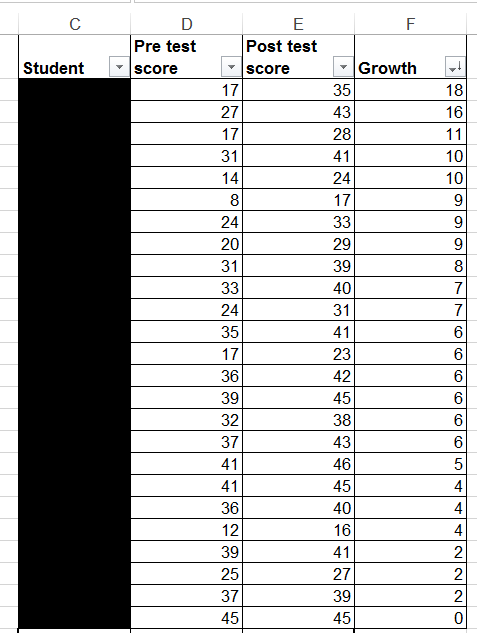 C D E F
Pre test Post test
Student score score Growth
17 35 18
27 43 16
17 28 11
31 41 10
14 24 10
8 17 9
24 33 9
20 29 9
31 39 8
33 40 7
24 31 7
35 41 6
17 23 6
36 42 6
39 45 6
32 38 6
37 43 6
41 46 5
41 45 4
36 40 4
12 16 4
39 41 2
25 27 2
37 39 2
45 45 0